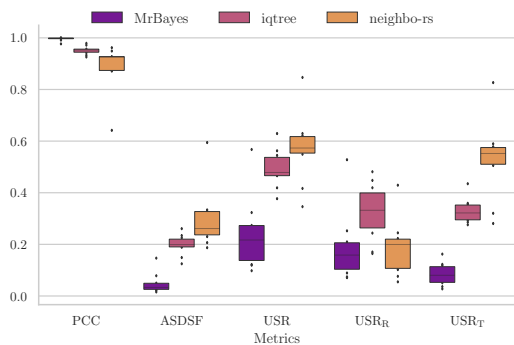 MrBayes iqtree neighbo-rs
1.0
0.8
0.6
0.4
0.2
0.0
PCC ASDSF USR USR_R USR_T
Metrics